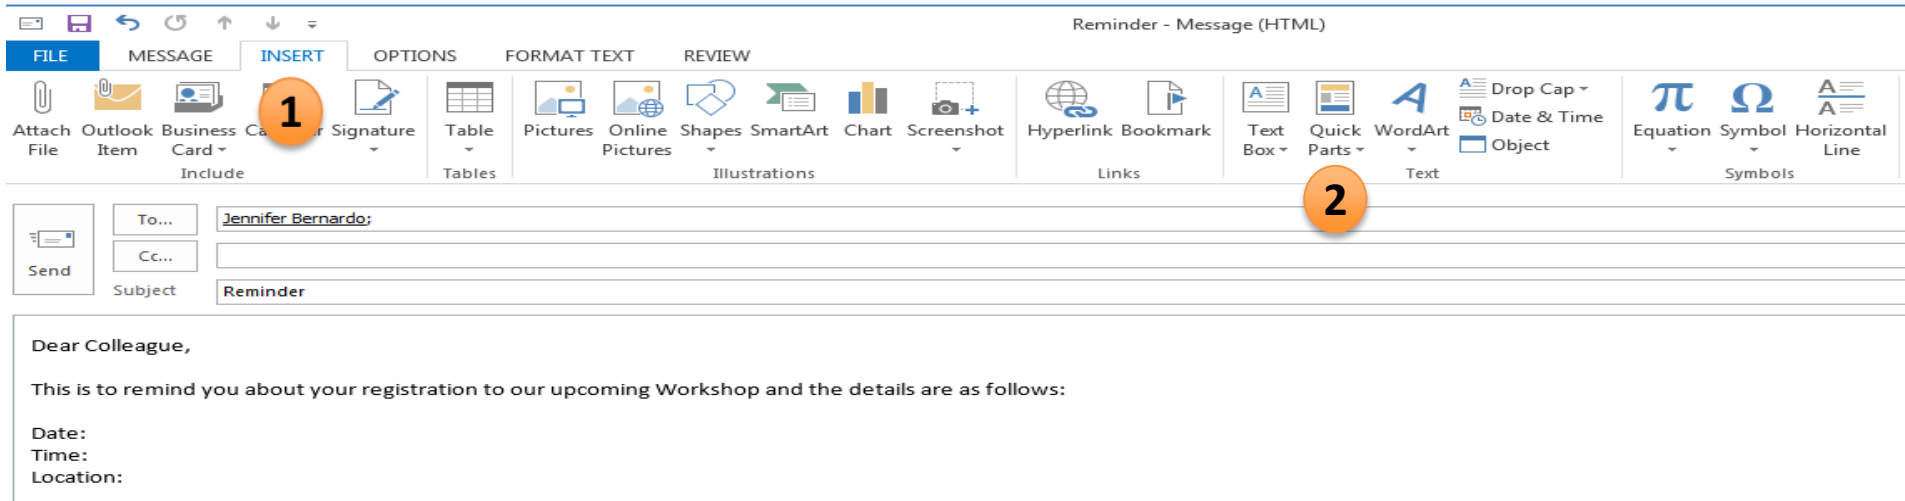 Reminder - Message (HTML)
FILE MESSAGE INSERT OPTIONS FORMAT TEXT REVIEW
Attach File Outlook Item Business Card Signature Table Pictures Online Pictures Shapes SmartArt Chart Screenshot Hyperlink Bookmark A Text Box Quick Parts A WordArt A Drop Cap Date & Time Object π Equation Ω Symbol A A Horizontal Line
1
Include Tables Illustrations Links Text Symbols
2
To... Jennifer Bernardo;
Cc...
Send
Subject Reminder
Dear Colleague,
This is to remind you about your registration to our upcoming Workshop and the details are as follows:
Date:
Time:
Location: